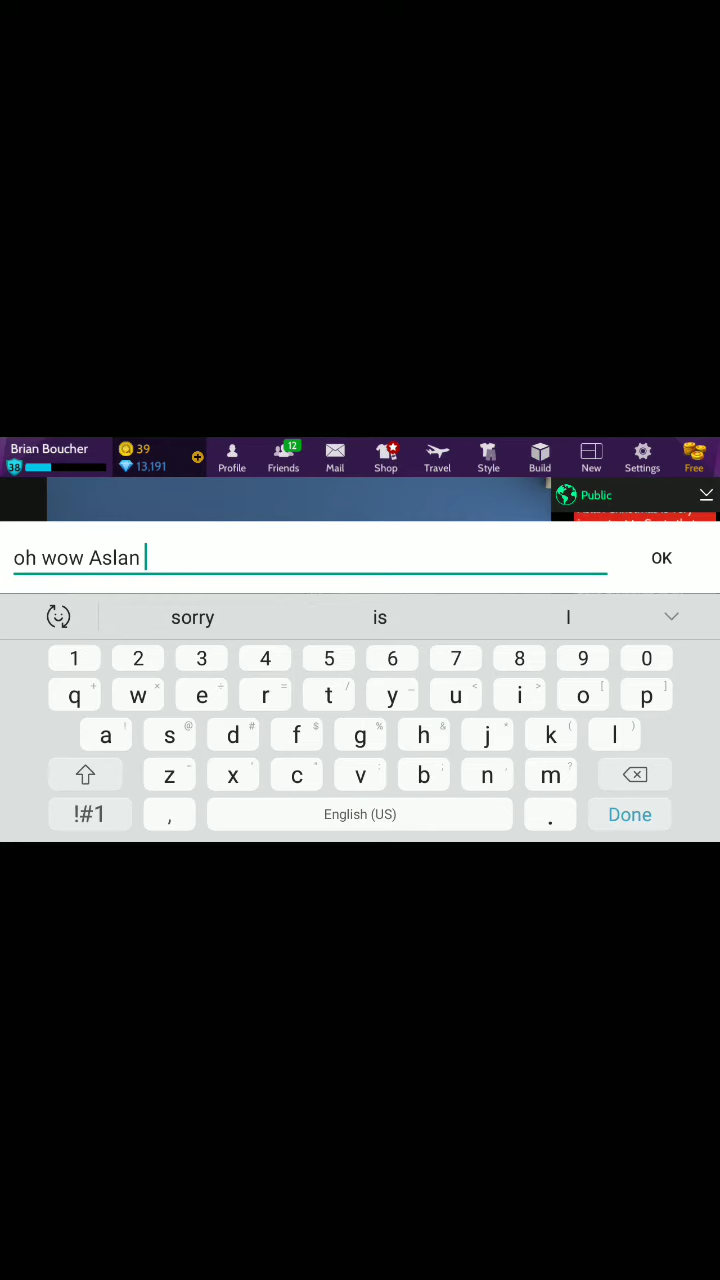 Brian Boucher
38
39
13,191
Profile
12
Friends
Mail
Shop
Travel
Style
Build
New
Settings
Free
Public
oh wow Aslan
OK
sorry is I
1 2 3 4 5 6 7 8 9 0
q + w × e ÷ r = t / y _ u < i > o [ p ]
a ! s @ d # f $ g % h & j * k ( l )
z - x ' c " v : b ; n , m ?
!#1 , English (US) . Done